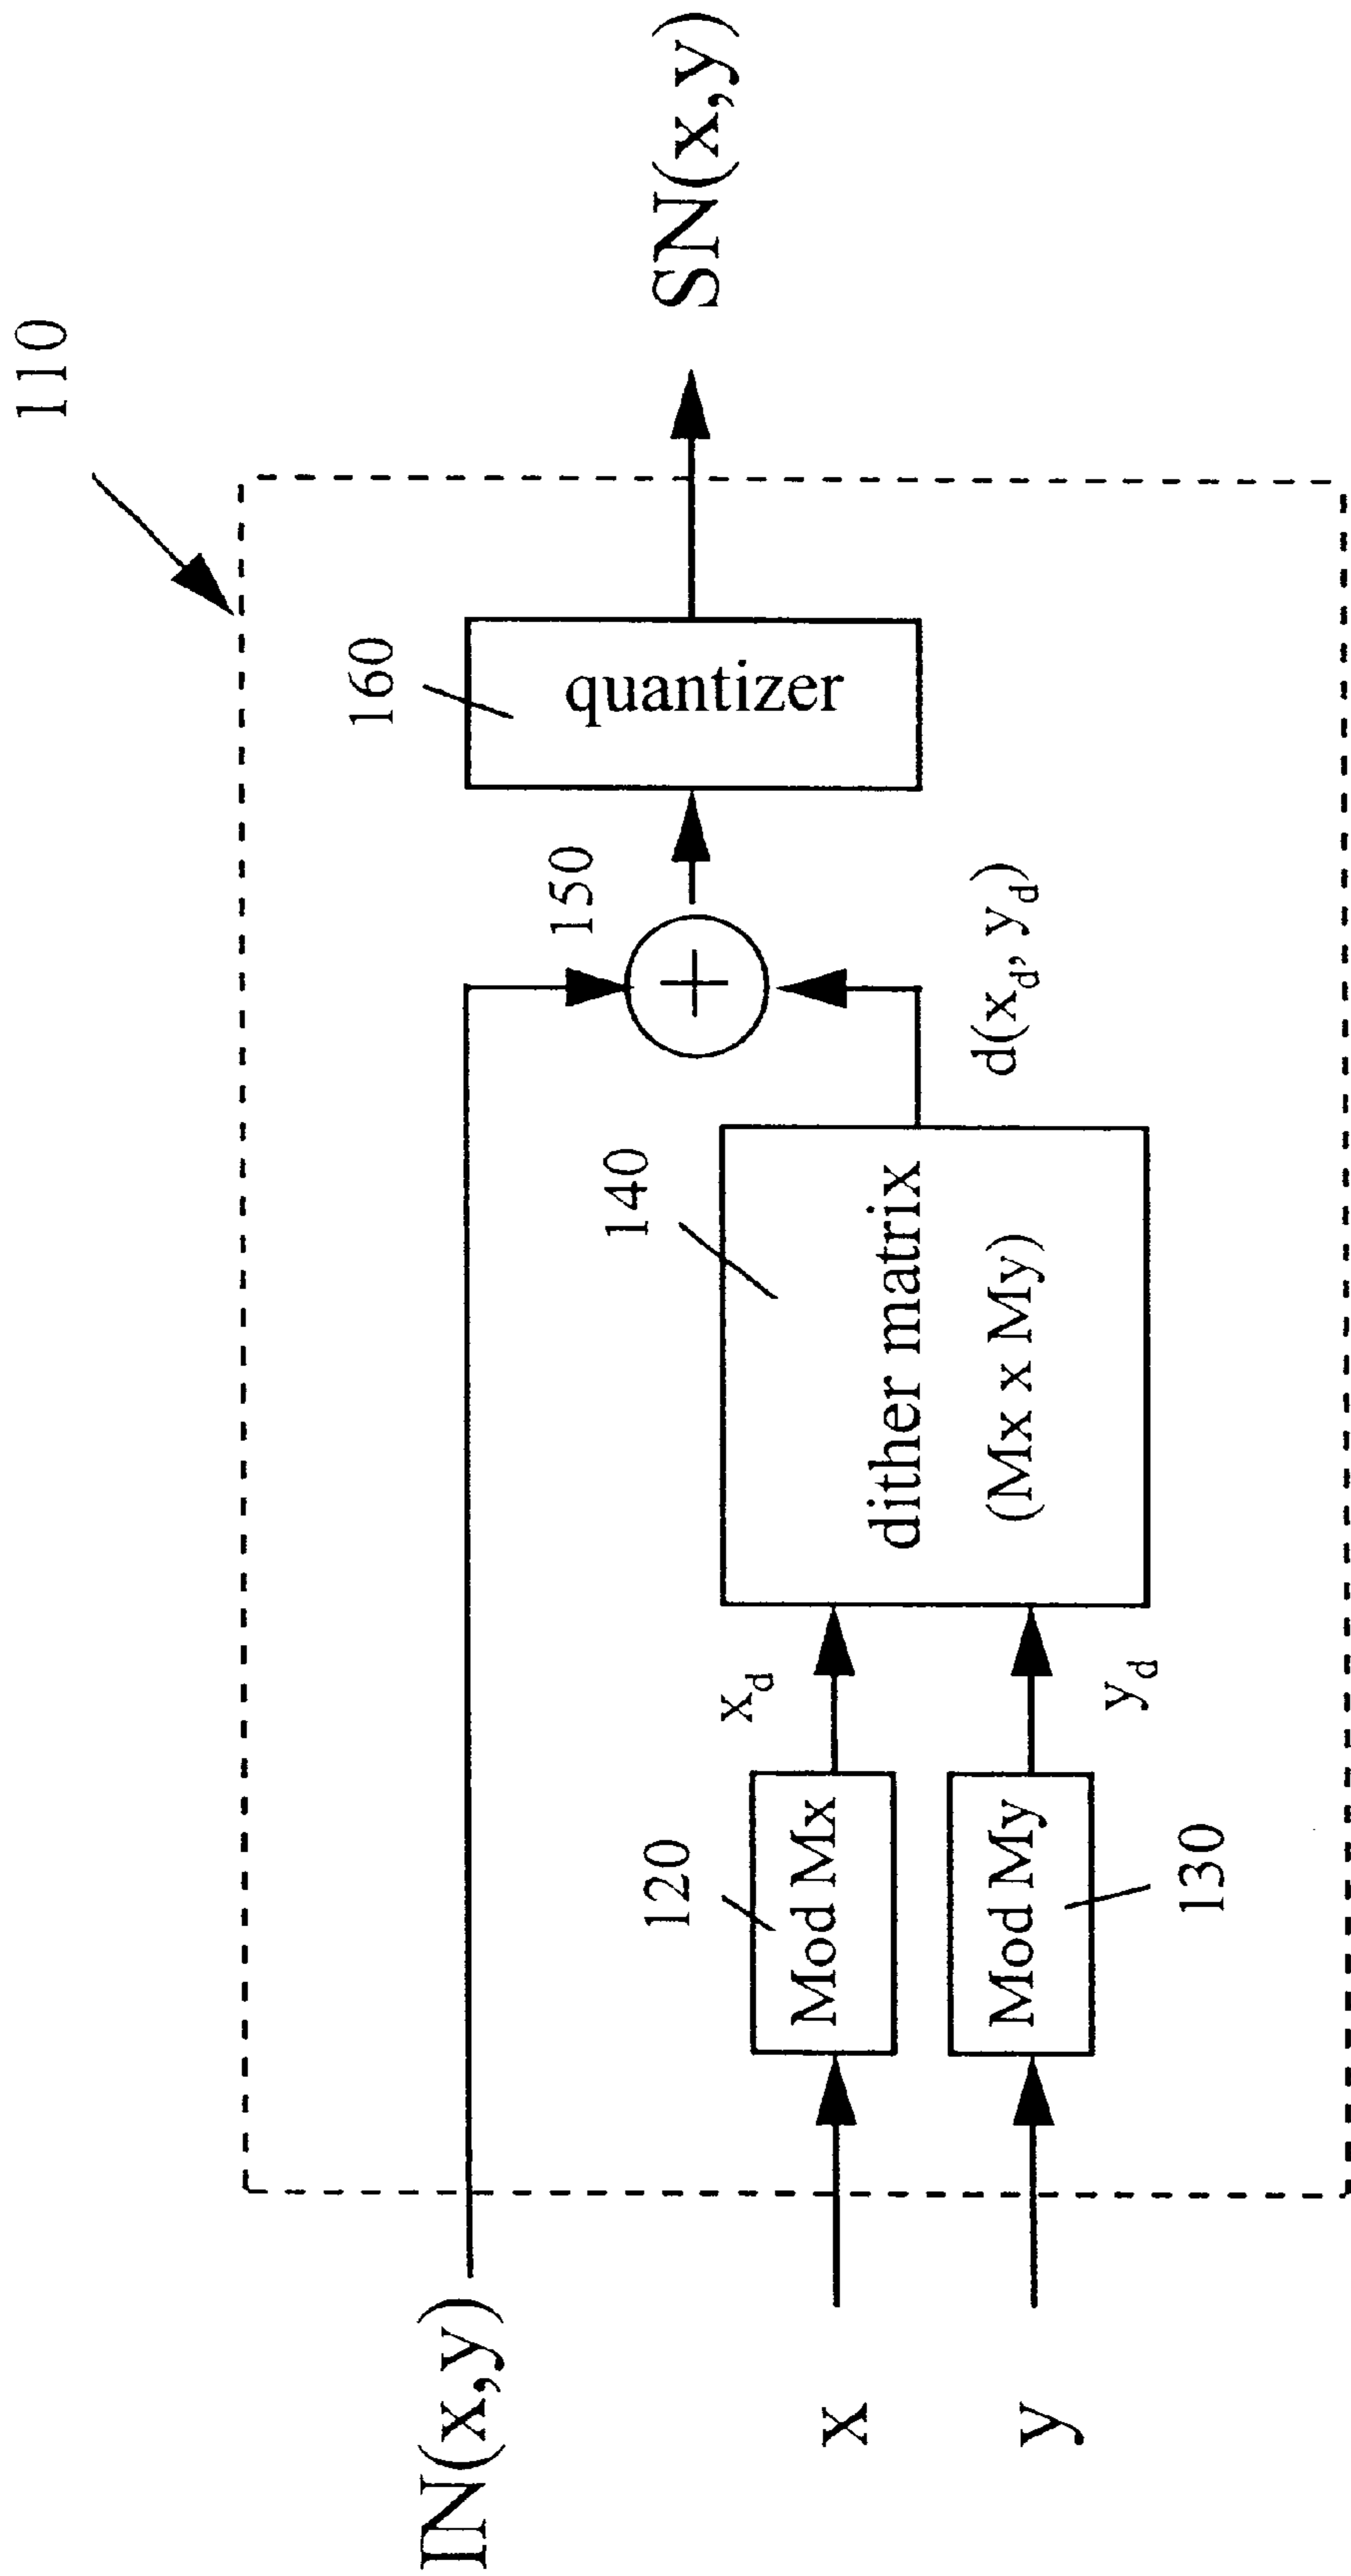 110
IN(x,y)
x
y
120
Mod Mx
130
Mod My
x_d
y_d
140
dither matrix
(Mx x My)
d(x_d, y_d)
150
+
160
quantizer
SN(x,y)